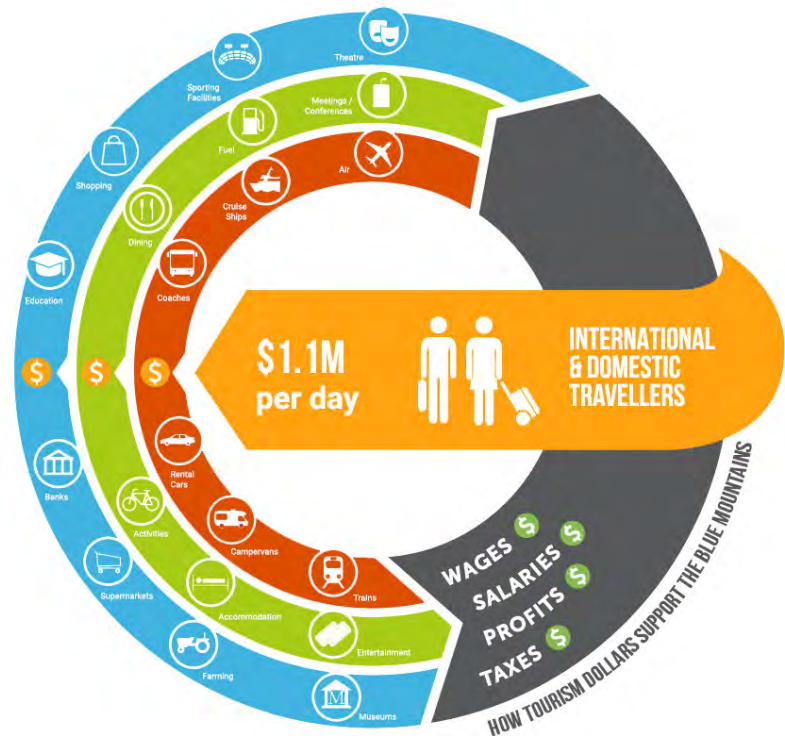 Theatre
Sporting
Facilities
Shopping
Education
$
Banks
Supermarkets
Farming
Museums
Meetings /
Conferences
Fuel
Dining
$
Activities
Accommodation
Entertainment
Air
Cruise
Ships
Coaches
$
Rental
Cars
Campervans
Trains
$1.1M
per day
INTERNATIONAL
& DOMESTIC
TRAVELLERS
WAGES $
SALARIES $
PROFITS $
TAXES $
HOW TOURISM DOLLARS SUPPORT THE BLUE MOUNTAINS
M